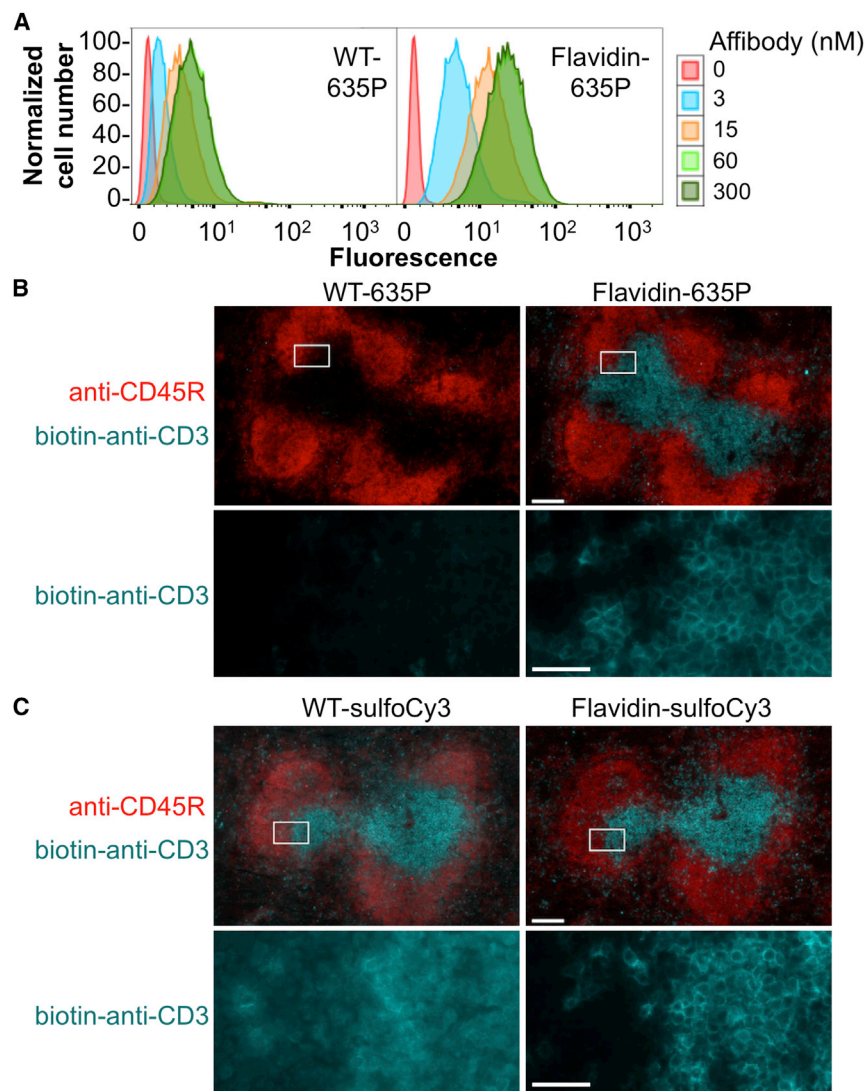 A
Normalized
cell number
100
80
60
40
20
0
WT-
635P
Flavidin-
635P
0 10¹ 10² 10³ 0 10¹ 10² 10³
Fluorescence
Affibody (nM)
0
3
15
60
300
B
WT-635P Flavidin-635P
anti-CD45R
biotin-anti-CD3
biotin-anti-CD3
C
WT-sulfoCy3 Flavidin-sulfoCy3
anti-CD45R
biotin-anti-CD3
biotin-anti-CD3